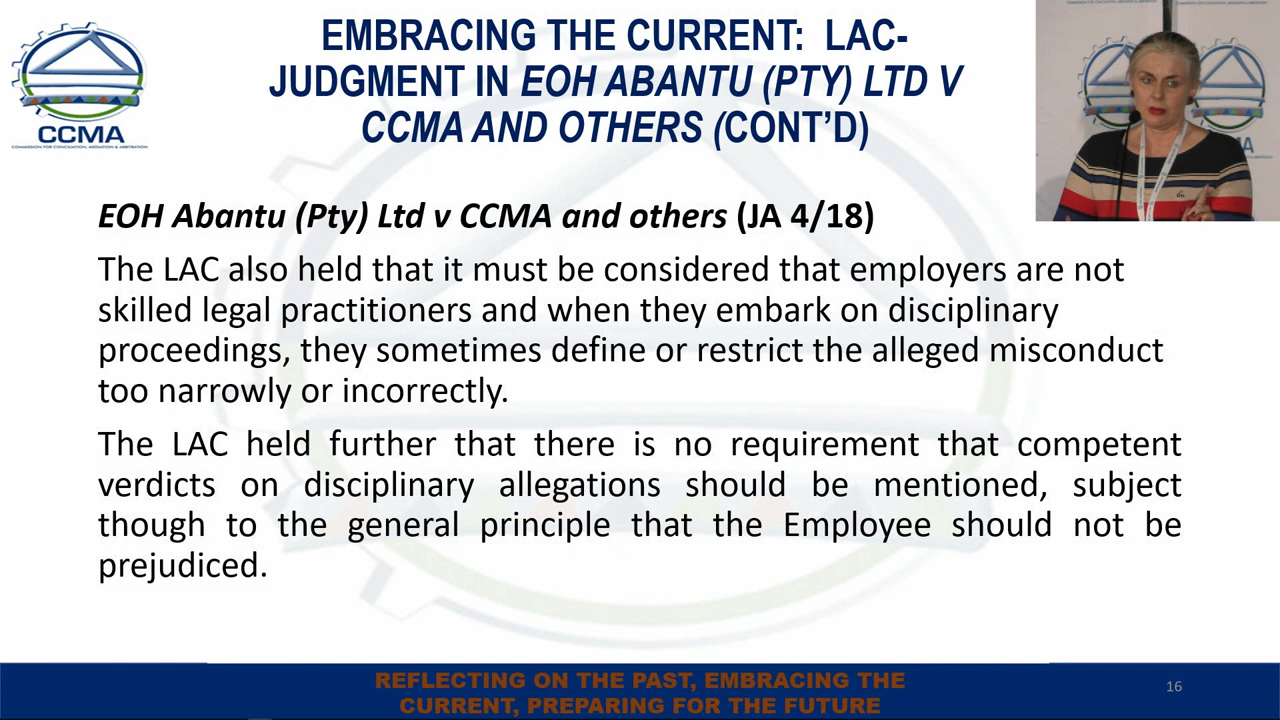 EMBRACING THE CURRENT: LAC-
JUDGMENT IN EOH ABANTU (PTY) LTD V
CCMA AND OTHERS (CONT’D)
CCMA
COMMISSION FOR CONCILIATION, MEDIATION & ARBITRATION
EOH Abantu (Pty) Ltd v CCMA and others (JA 4/18)
The LAC also held that it must be considered that employers are not
skilled legal practitioners and when they embark on disciplinary
proceedings, they sometimes define or restrict the alleged misconduct
too narrowly or incorrectly.
The LAC held further that there is no requirement that competent
verdicts on disciplinary allegations should be mentioned, subject
though to the general principle that the Employee should not be
prejudiced.
REFLECTING ON THE PAST, EMBRACING THE
CURRENT, PREPARING FOR THE FUTURE
16